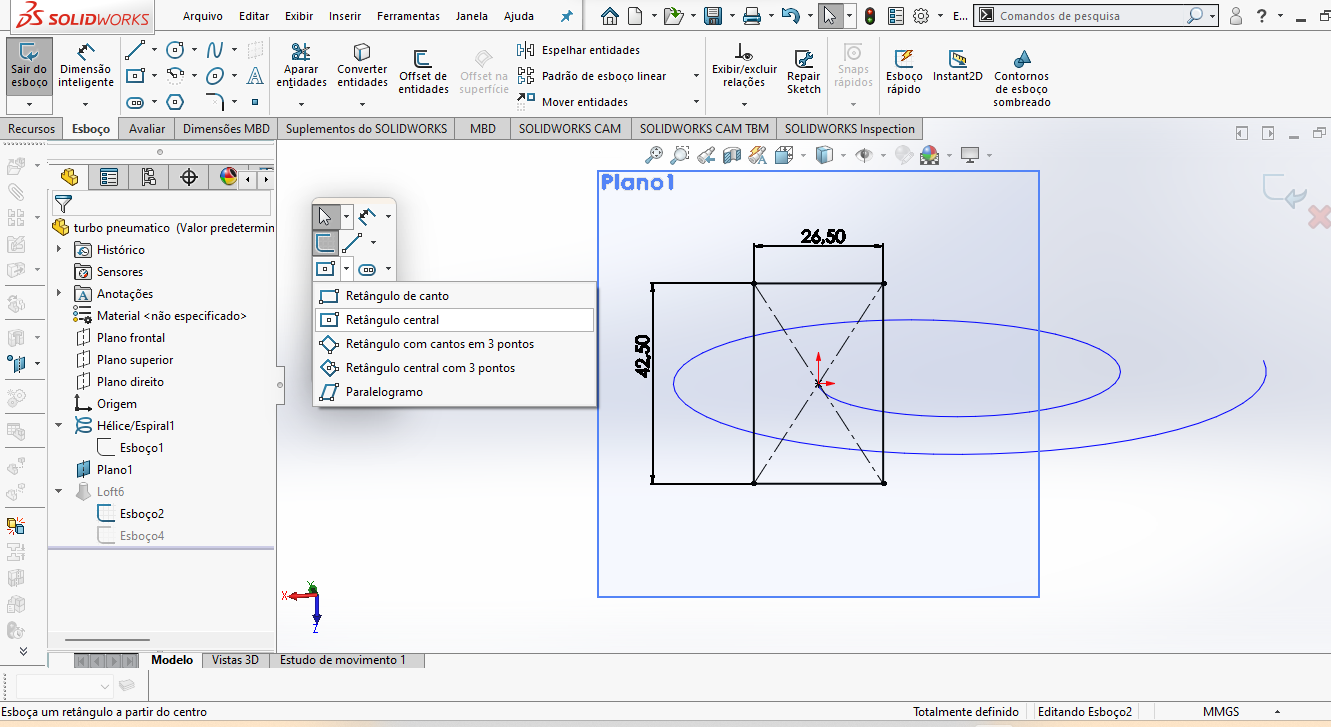 SOLIDWORKS
Arquivo Editar Exibir Inserir Ferramentas Janela Ajuda
E...
Comandos de pesquisa
?
Sair do esboço
Dimensão inteligente
Aparar entidades
Converter entidades
Offset de entidades
Offset na superfície
Espelhar entidades
Padrão de esboço linear
Mover entidades
Exibir/excluir relações
Repair Sketch
Snaps rápidos
Esboço rápido
Instant2D
Contornos de esboço sombreado
Recursos Esboço Avaliar Dimensões MBD Suplementos do SOLIDWORKS MBD SOLIDWORKS CAM SOLIDWORKS CAM TBM SOLIDWORKS Inspection
turbo pneumatico (Valor predetermin
Histórico
Sensores
Anotações
Material <não especificado>
Plano frontal
Plano superior
Plano direito
Origem
Hélice/Espiral1
Esboço1
Plano1
Loft6
Esboço2
Esboço4
Retângulo de canto
Retângulo central
Retângulo com cantos em 3 pontos
Retângulo central com 3 pontos
Paralelogramo
Plano1
26,50
42,50
Y
X
Z
Modelo Vistas 3D Estudo de movimento 1
Esboça um retângulo a partir do centro
Totalmente definido Editando Esboço2 MMGS